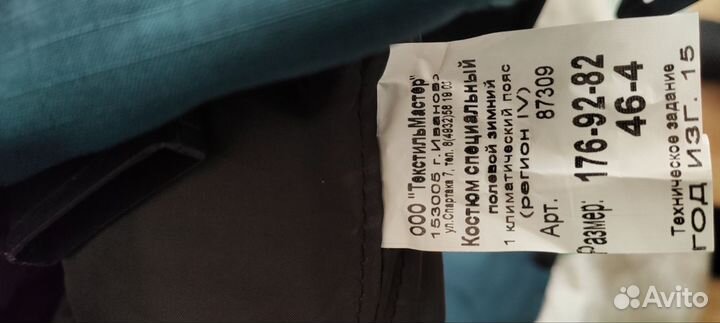 ООО "ТекстильМастер"
153005 г.Иваново
ул.Спартака 7, тел. 8(4932)58 19 03
Костюм специальный
полевой зимний
1 климатический пояс
(регион IV)
Арт. 87309
Размер: 176-92-82
46-4
Техническое задание
ГОД ИЗГ. 15
Avito